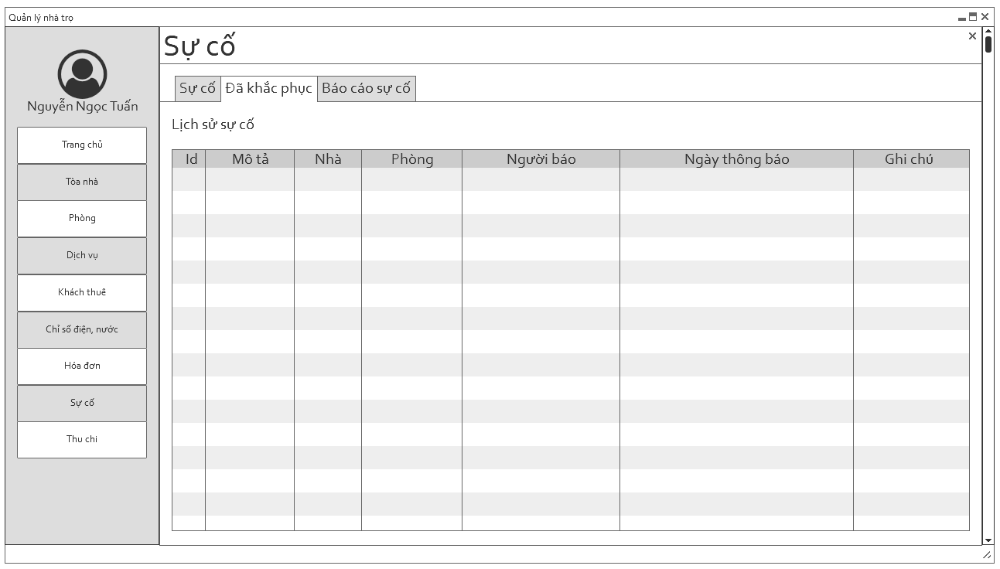 Quản lý nhà trọ
Nguyễn Ngọc Tuấn
Trang chủ
Tòa nhà
Phòng
Dịch vụ
Khách thuê
Chỉ số điện, nước
Hóa đơn
Sự cố
Thu chi
Sự cố
Sự cố Đã khắc phục Báo cáo sự cố
Lịch sử sự cố
Id Mô tả Nhà Phòng Người báo Ngày thông báo Ghi chú